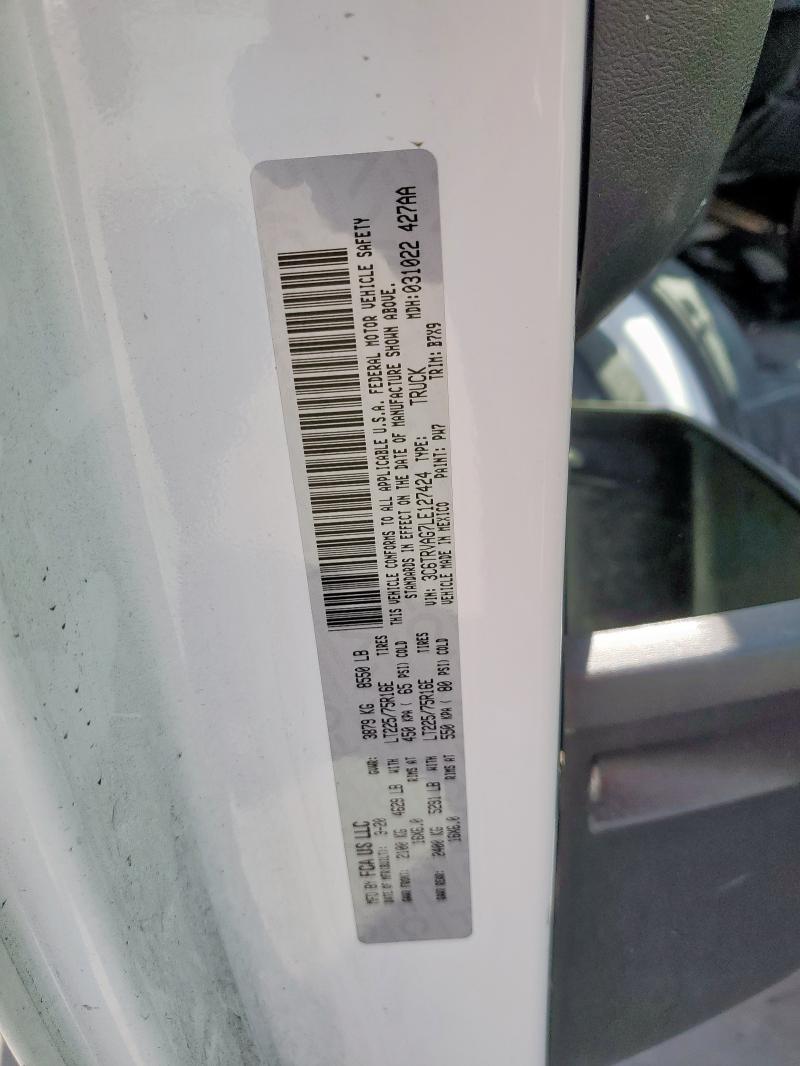 MFD BY: FCA US LLC
DATE OF MFR(BUILT): 3-20 GVWR: 3879 KG 8550 LB
GAWR FRONT: 2100 KG 4629 LB WITH LT225/75R16E TIRES
16X6.0 RIMS AT 450 KPA ( 65 PSI) COLD
GAWR REAR: 2400 KG 5291 LB WITH LT225/75R16E TIRES
16X6.0 RIMS AT 550 KPA ( 80 PSI) COLD
THIS VEHICLE CONFORMS TO ALL APPLICABLE U.S.A. FEDERAL MOTOR VEHICLE SAFETY
STANDARDS IN EFFECT ON THE DATE OF MANUFACTURE SHOWN ABOVE.
VIN: 3C6TRVAG7LE127424 TYPE: TRUCK MDH:031022 427AA
VEHICLE MADE IN MEXICO PAINT: PW7 TRIM: B7X9